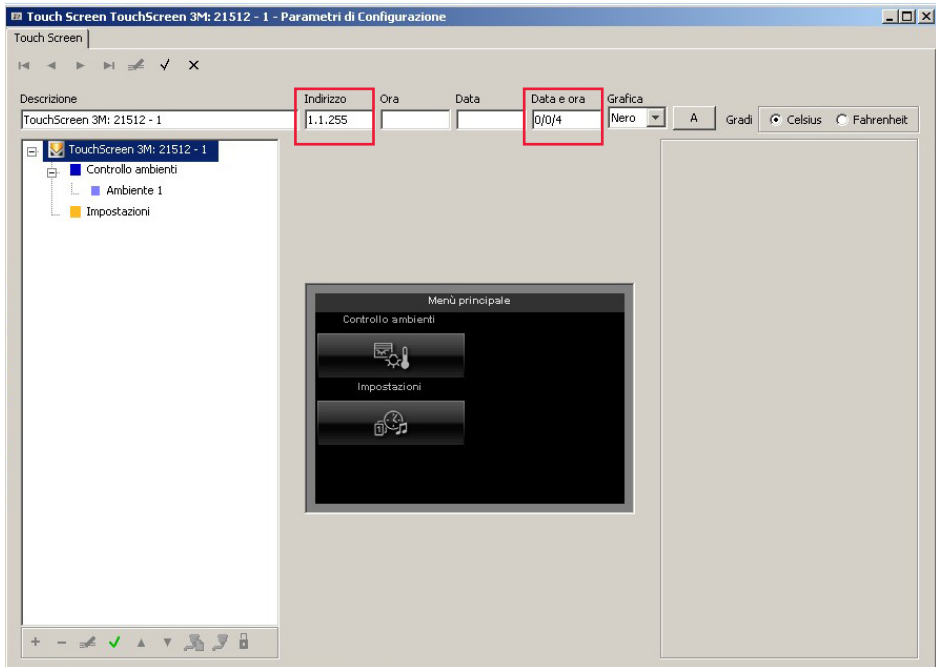 Touch Screen TouchScreen 3M: 21512 - 1 - Parametri di Configurazione
Touch Screen
Descrizione Indirizzo Ora Data Data e ora Grafica
TouchScreen 3M: 21512 - 1 1.1.255 0/0/4 Nero A Gradi Celsius Fahrenheit
TouchScreen 3M: 21512 - 1
Controllo ambienti
Ambiente 1
Impostazioni
Menù principale
Controllo ambienti
Impostazioni
1